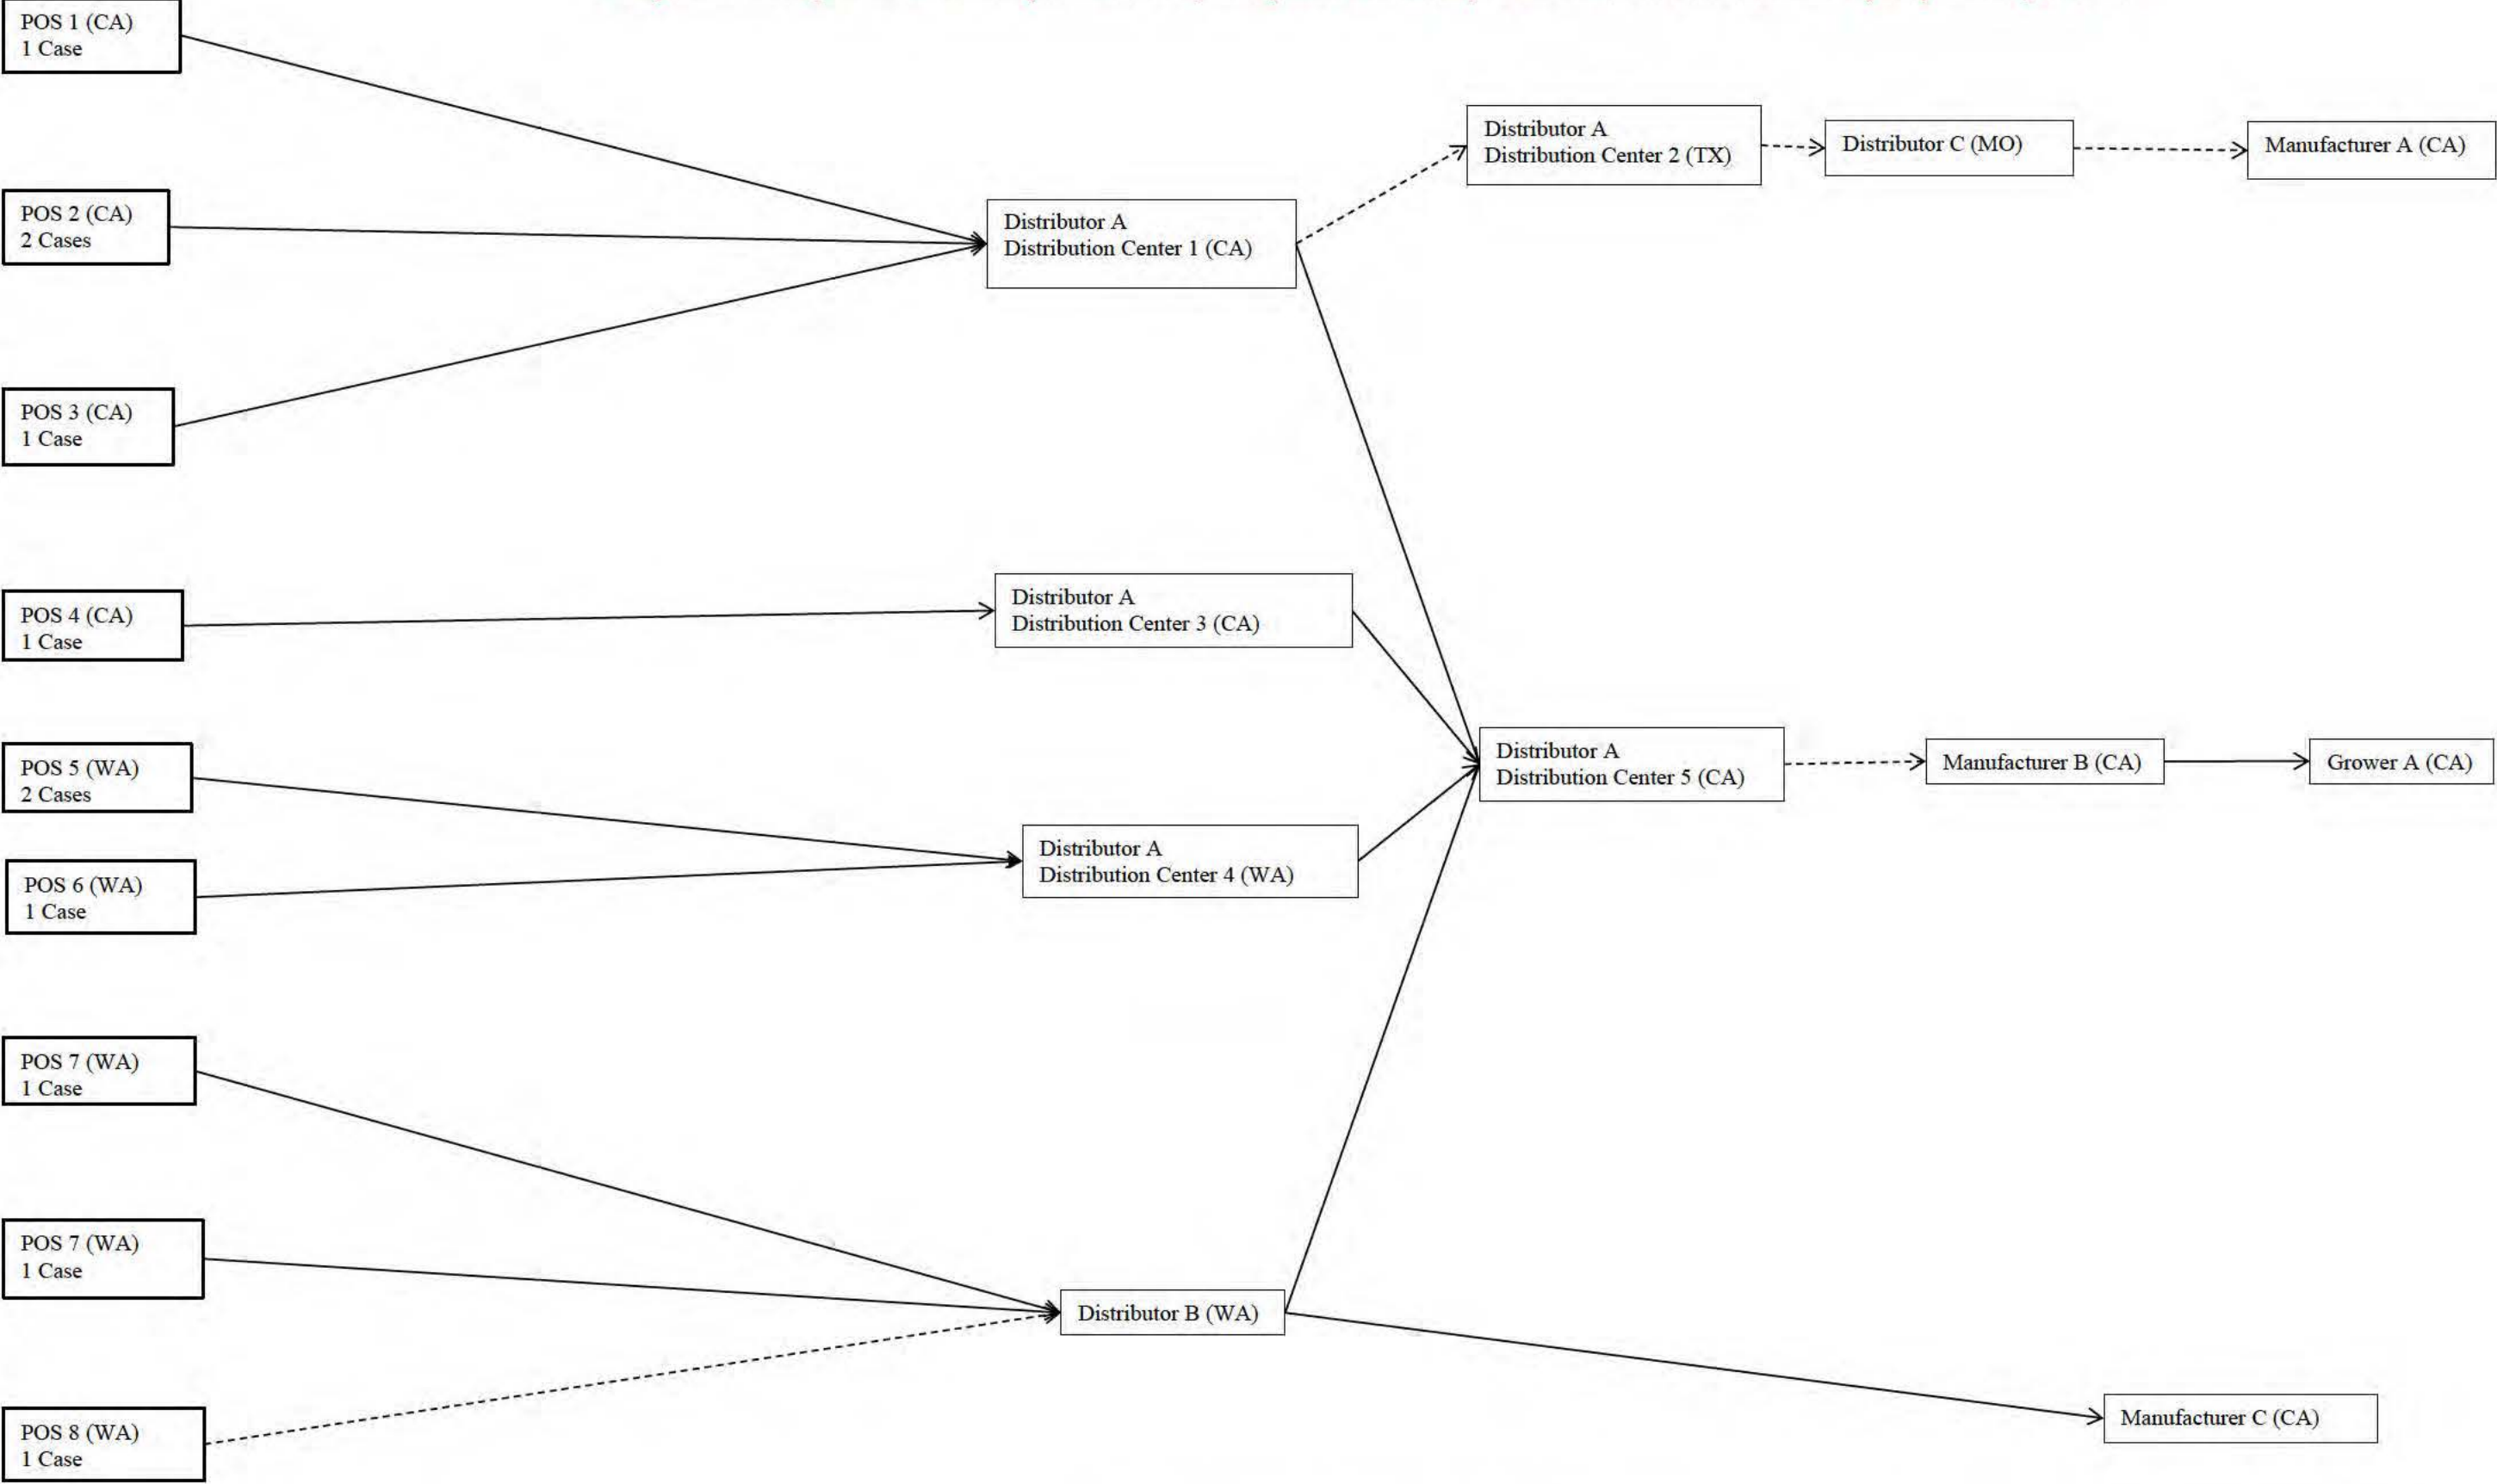 POS 1 (CA)
1 Case
POS 2 (CA)
2 Cases
POS 3 (CA)
1 Case
POS 4 (CA)
1 Case
POS 5 (WA)
2 Cases
POS 6 (WA)
1 Case
POS 7 (WA)
1 Case
POS 7 (WA)
1 Case
POS 8 (WA)
1 Case
Distributor A
Distribution Center 1 (CA)
Distributor A
Distribution Center 3 (CA)
Distributor A
Distribution Center 4 (WA)
Distributor B (WA)
Distributor A
Distribution Center 2 (TX)
Distributor C (MO)
Manufacturer A (CA)
Distributor A
Distribution Center 5 (CA)
Manufacturer B (CA)
Grower A (CA)
Manufacturer C (CA)